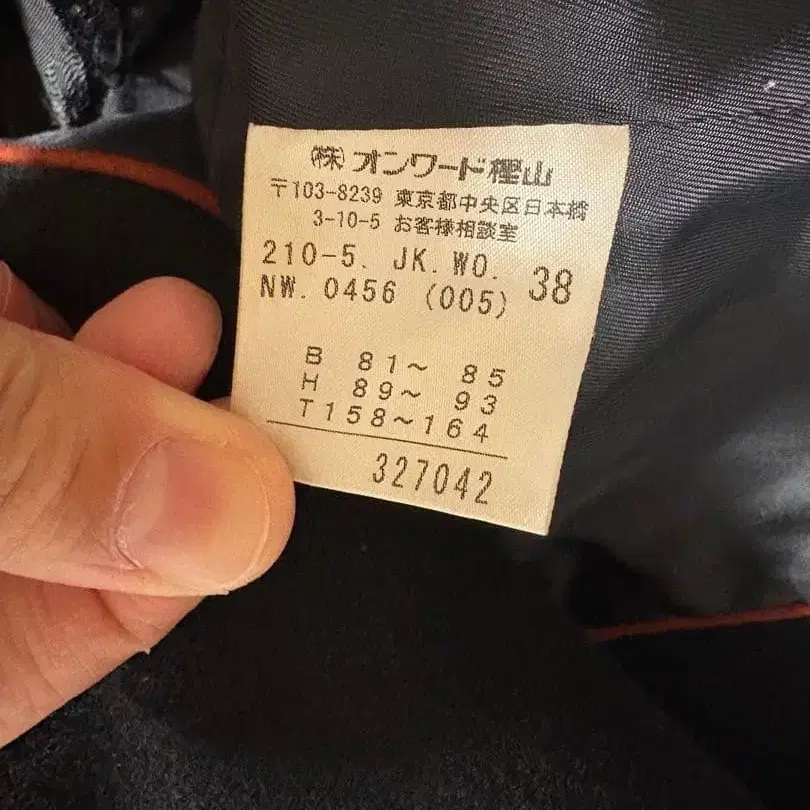 ㈱オンワード樫山
〒103-8239 東京都中央区日本橋
3-10-5 お客様相談室
210-5. JK.WO. 38
NW.0456 (005)
B 81～ 85
H 89～ 93
T158～164
327042